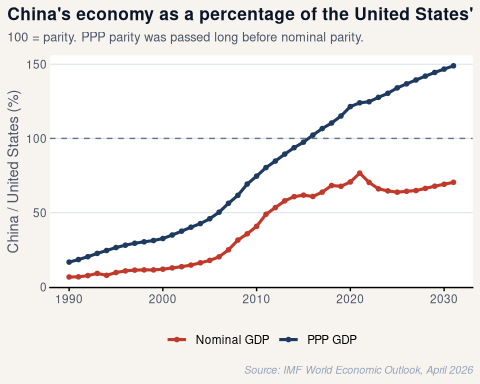 China's economy as a percentage of the United States'
100 = parity. PPP parity was passed long before nominal parity.
150
100
50
0
China / United States (%)
1990
2000
2010
2020
2030
Nominal GDP
PPP GDP
Source: IMF World Economic Outlook, April 2026